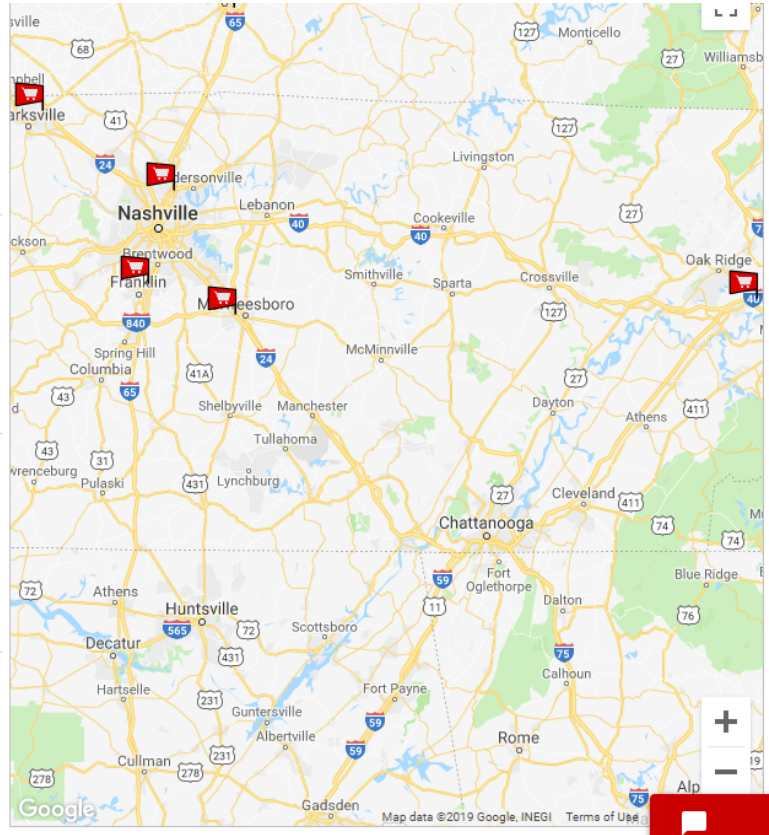 sville
65
127
Monticello
68
27
Williamsb
npbell
arksville
41
127
24
Livingston
dersonville
Nashville
Lebanon
40
Cookeville
27
40
ckson
Brentwood
Smithville
Sparta
Crossville
Oak Ridge
Franklin
40
eesboro
127
840
Spring Hill
24
McMinnville
Columbia
41A
27
65
43
Shelbyville
Manchester
Dayton
411
d
Athens
Tullahoma
43
31
wrenceburg
Pulaski
431
Lynchburg
27
Cleveland
411
Chattanooga
74
74
59
Fort
Oglethorpe
Blue Ridge
72
Athens
11
Dalton
Huntsville
76
565
72
Scottsboro
Decatur
431
75
Calhoun
Hartselle
231
Fort Payne
Guntersville
59
Albertville
Rome
59
231
Cullman
278
278
19
75
Alp
Google
Gadsden
Map data ©2019 Google, INEGI
Terms of Use